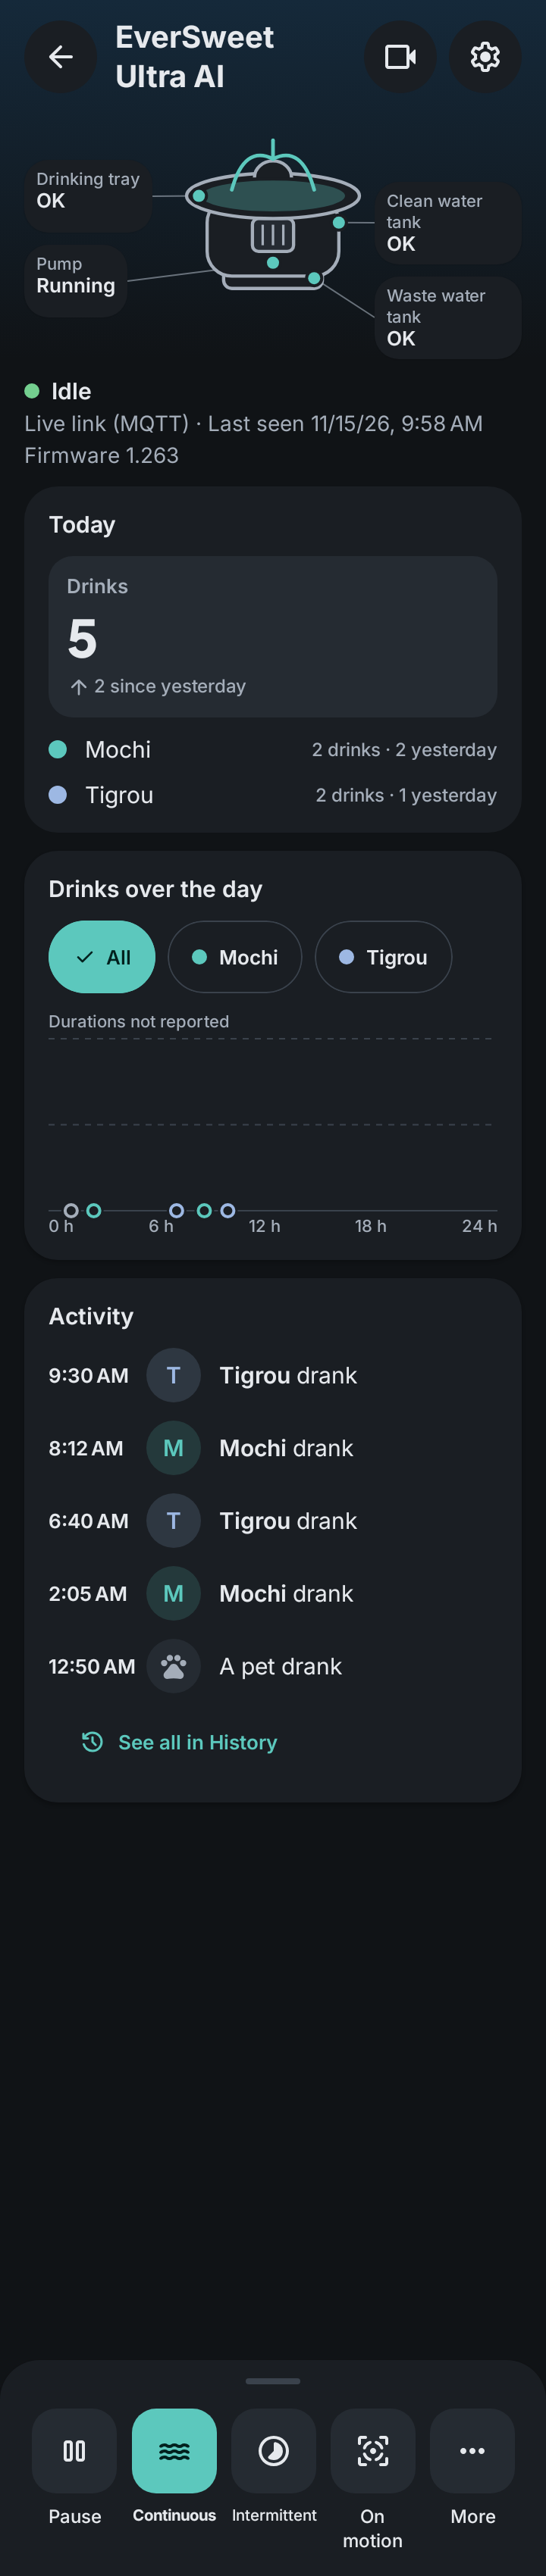 EverSweet
Ultra AI
Drinking tray
OK
Pump
Running
Clean water
tank
OK
Waste water
tank
OK
Idle
Live link (MQTT) · Last seen 11/15/26, 9:58 AM
Firmware 1.263
Today
Drinks
5
2 since yesterday
Mochi 2 drinks · 2 yesterday
Tigrou 2 drinks · 1 yesterday
Drinks over the day
All Mochi Tigrou
Durations not reported
0 h 6 h 12 h 18 h 24 h
Activity
9:30 AM T Tigrou drank
8:12 AM M Mochi drank
6:40 AM T Tigrou drank
2:05 AM M Mochi drank
12:50 AM A pet drank
See all in History
Pause Continuous Intermittent On motion More